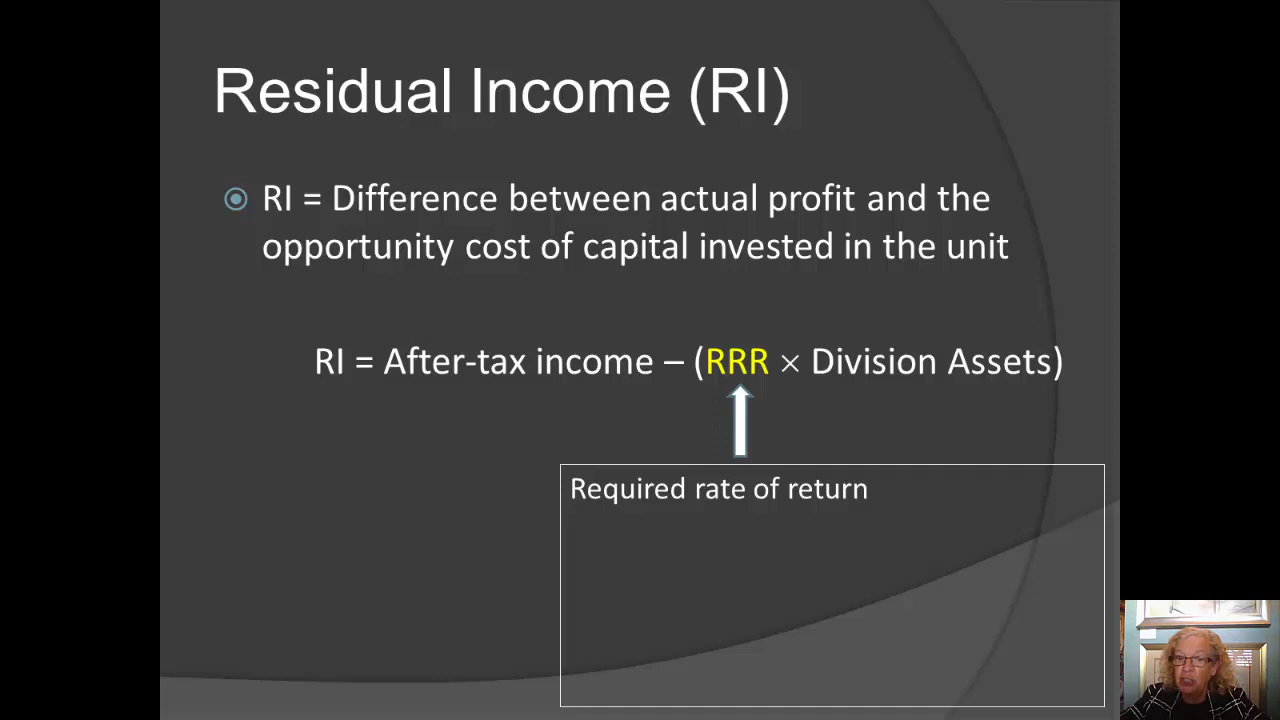 Residual Income (RI)
RI = Difference between actual profit and the
opportunity cost of capital invested in the unit
RI = After-tax income – (RRR × Division Assets)
Required rate of return